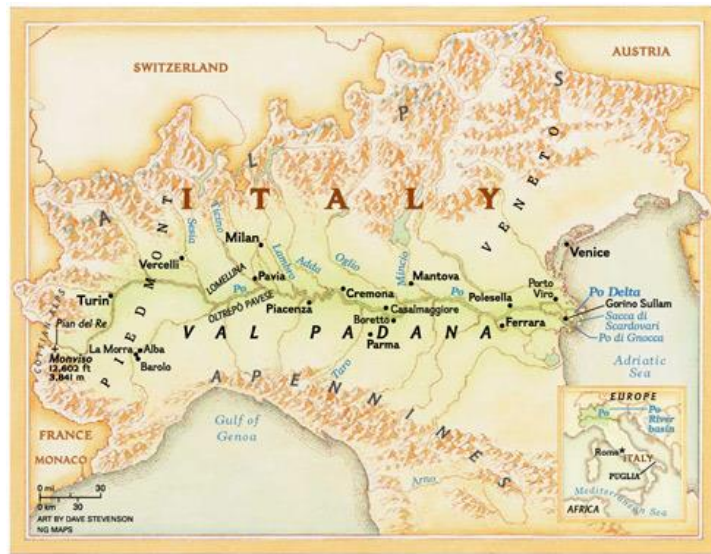 SWITZERLAND
AUSTRIA
ALPS
ITALY
PIEDMONT
VENETO
Sesia
Ticino
Milan
Lambro
Adda
Oglio
Mincio
Venice
Vercelli
LOMELLINA
Pavia
Mantova
Porto
Viro
Turin
Po
Cremona
Po
Polesella
Po Delta
Gorino Sullam
OLTREPÒ PAVESE
Piacenza
Casalmaggiore
Sacca di
Scardovari
COTTIAN ALPS
Pian del Re
VAL PADANA
Boretto
Ferrara
Po di Gnocca
Parma
La Morra
Alba
Monviso
12,602 ft
3,841 m
Barolo
Taro
Adriatic
Sea
APENNINES
Gulf of
Genoa
FRANCE
MONACO
Arno
EUROPE
Po
Po
River
basin
Rome
ITALY
PUGLIA
Mediterranean Sea
AFRICA
0 mi 30
0 km 30
ART BY DAVE STEVENSON
NG MAPS